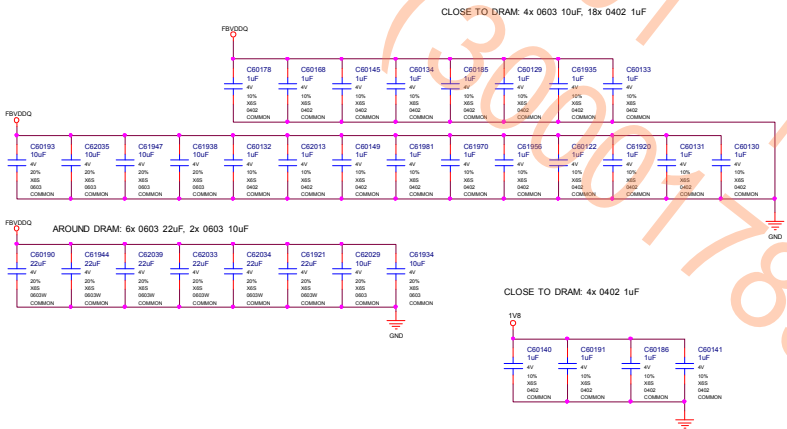 CLOSE TO DRAM: 4x 0603 10uF, 18x 0402 1uF
FBVDDQ
C60178 C60168 C60145 C60134 C60185 C60129 C61935 C60133
1uF 1uF 1uF 1uF 1uF 1uF 1uF 1uF
4V 4V 4V 4V 4V 4V 4V 4V
10% 10% 10% 10% 10% 10% 10% 10%
X6S X6S X6S X6S X6S X6S X6S X6S
0402 0402 0402 0402 0402 0402 0402 0402
COMMON COMMON COMMON COMMON COMMON COMMON COMMON COMMON
FBVDDQ
C60193 C62035 C61947 C61938 C60132 C62013 C60149 C61981 C61970 C61956 C60122 C61920 C60131 C60130
10uF 10uF 10uF 10uF 1uF 1uF 1uF 1uF 1uF 1uF 1uF 1uF 1uF 1uF
4V 4V 4V 4V 4V 4V 4V 4V 4V 4V 4V 4V 4V 4V
20% 20% 20% 20% 10% 10% 10% 10% 10% 10% 10% 10% 10% 10%
X6S X6S X6S X6S X6S X6S X6S X6S X6S X6S X6S X6S X6S X6S
0603 0603 0603 0603 0402 0402 0402 0402 0402 0402 0402 0402 0402 0402
COMMON COMMON COMMON COMMON COMMON COMMON COMMON COMMON COMMON COMMON COMMON COMMON COMMON COMMON
GND
FBVDDQ
AROUND DRAM: 6x 0603 22uF, 2x 0603 10uF
C60190 C61944 C62039 C62033 C62034 C61921 C62029 C61934
22uF 22uF 22uF 22uF 22uF 22uF 10uF 10uF
4V 4V 4V 4V 4V 4V 4V 4V
20% 20% 20% 20% 20% 20% 20% 20%
X6S X6S X6S X6S X6S X6S X6S X6S
0603W 0603W 0603W 0603W 0603W 0603W 0603 0603
COMMON COMMON COMMON COMMON COMMON COMMON COMMON COMMON
GND
CLOSE TO DRAM: 4x 0402 1uF
1V8
C60140 C60191 C60186 C60141
1uF 1uF 1uF 1uF
4V 4V 4V 4V
10% 10% 10% 10%
X6S X6S X6S X6S
0402 0402 0402 0402
COMMON COMMON COMMON COMMON